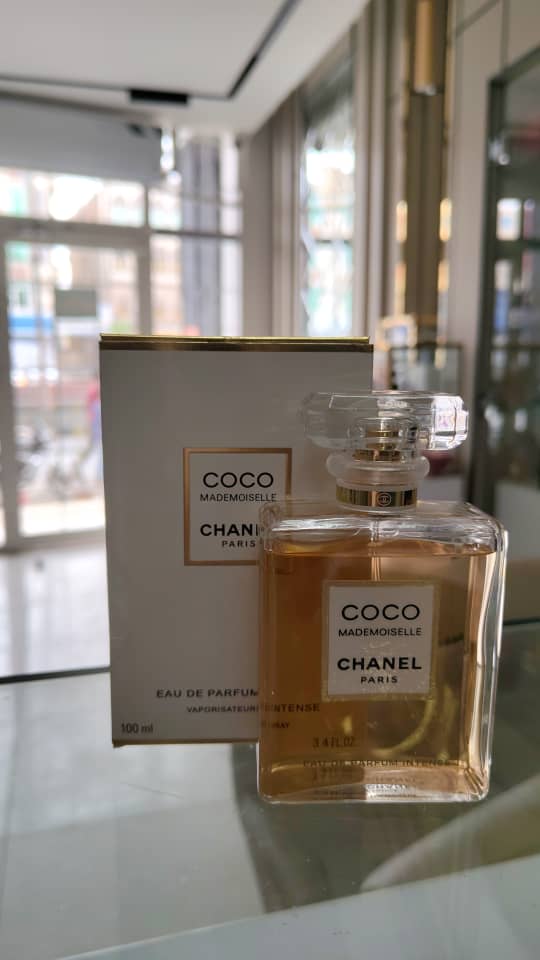 COCO
MADEMOISELLE
CHANEL
PARIS
EAU DE PARFUM INTENSE
VAPORISATEUR
SPRAY
100 ml
3.4 FL.OZ.
COCO
MADEMOISELLE
CHANEL
PARIS
EAU DE PARFUM INTENSE